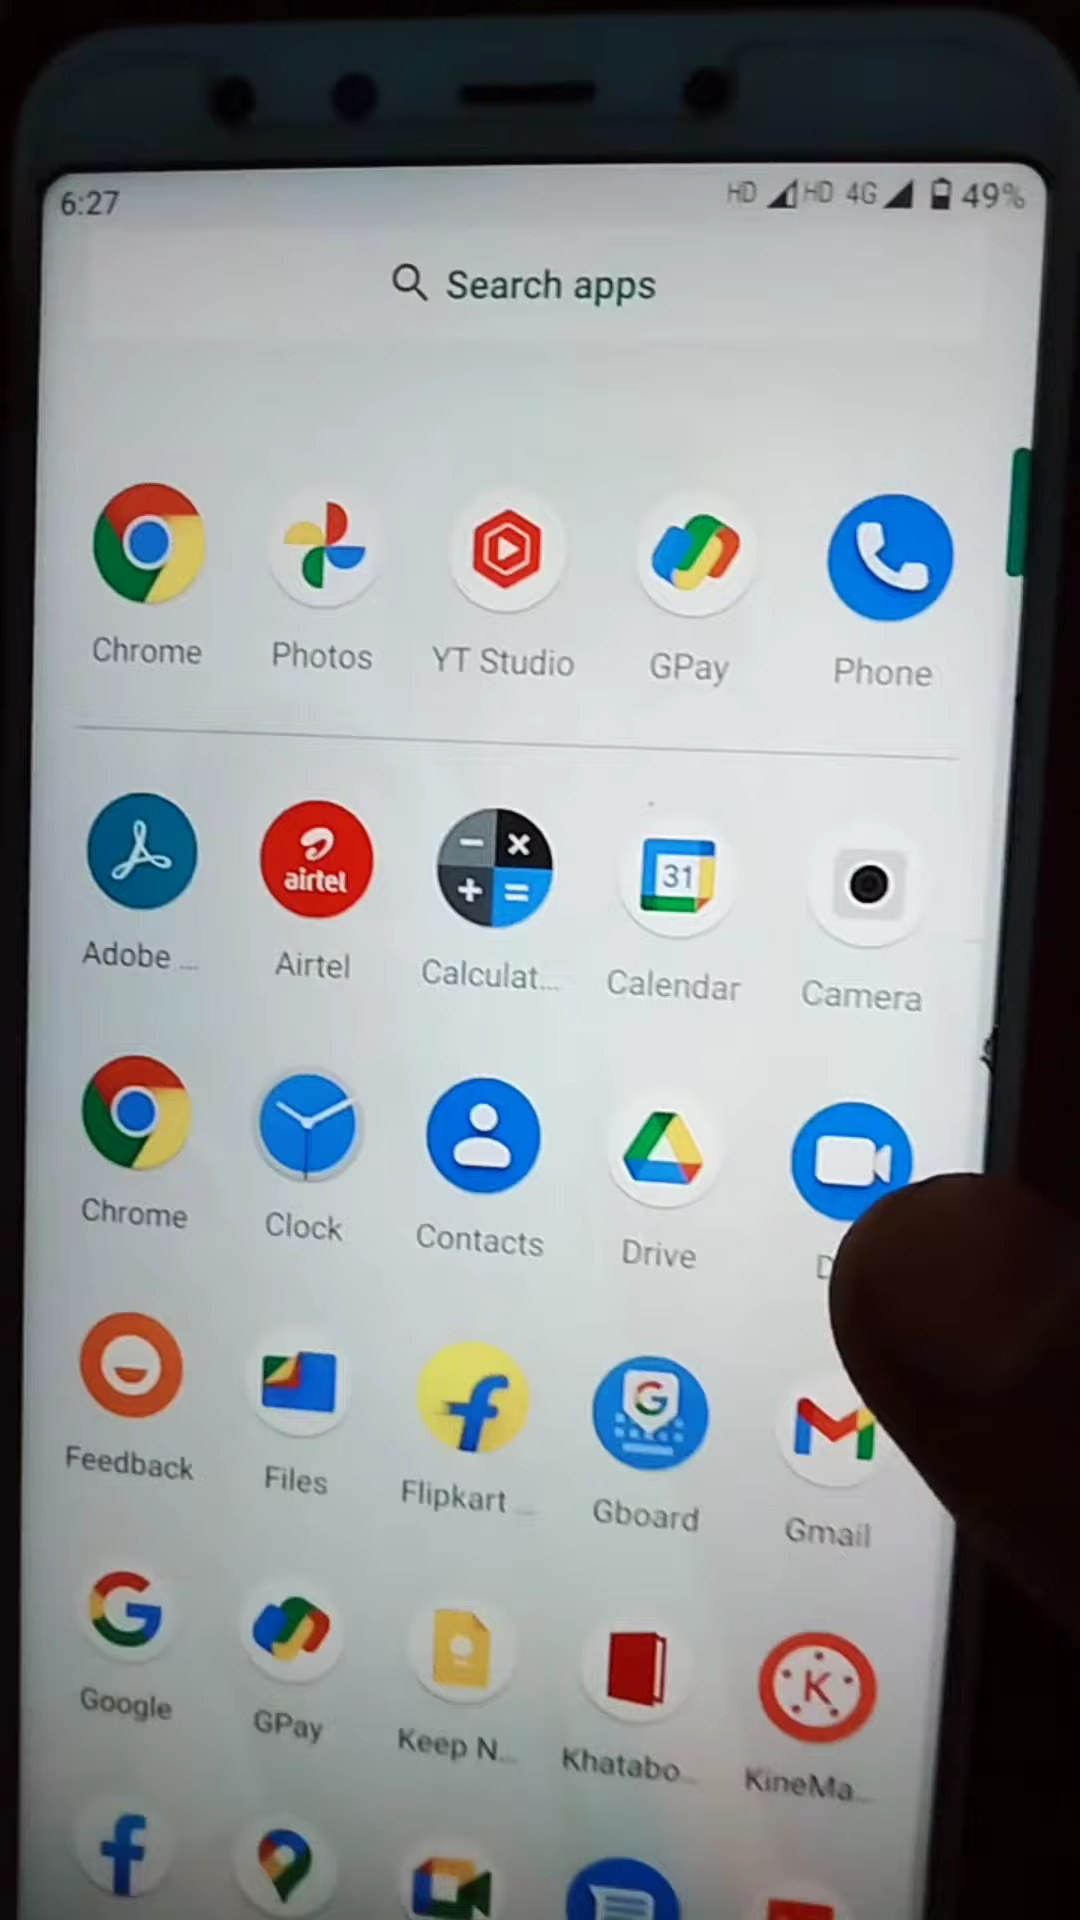 6:27 HD HD 4G 49%
Search apps
Chrome Photos YT Studio GPay Phone
airtel
31
Adobe ... Airtel Calculat... Calendar Camera
Chrome Clock Contacts Drive D
G
Feedback Files Flipkart ... Gboard Gmail
K
Google GPay Keep N... Khatabo... KineMa...